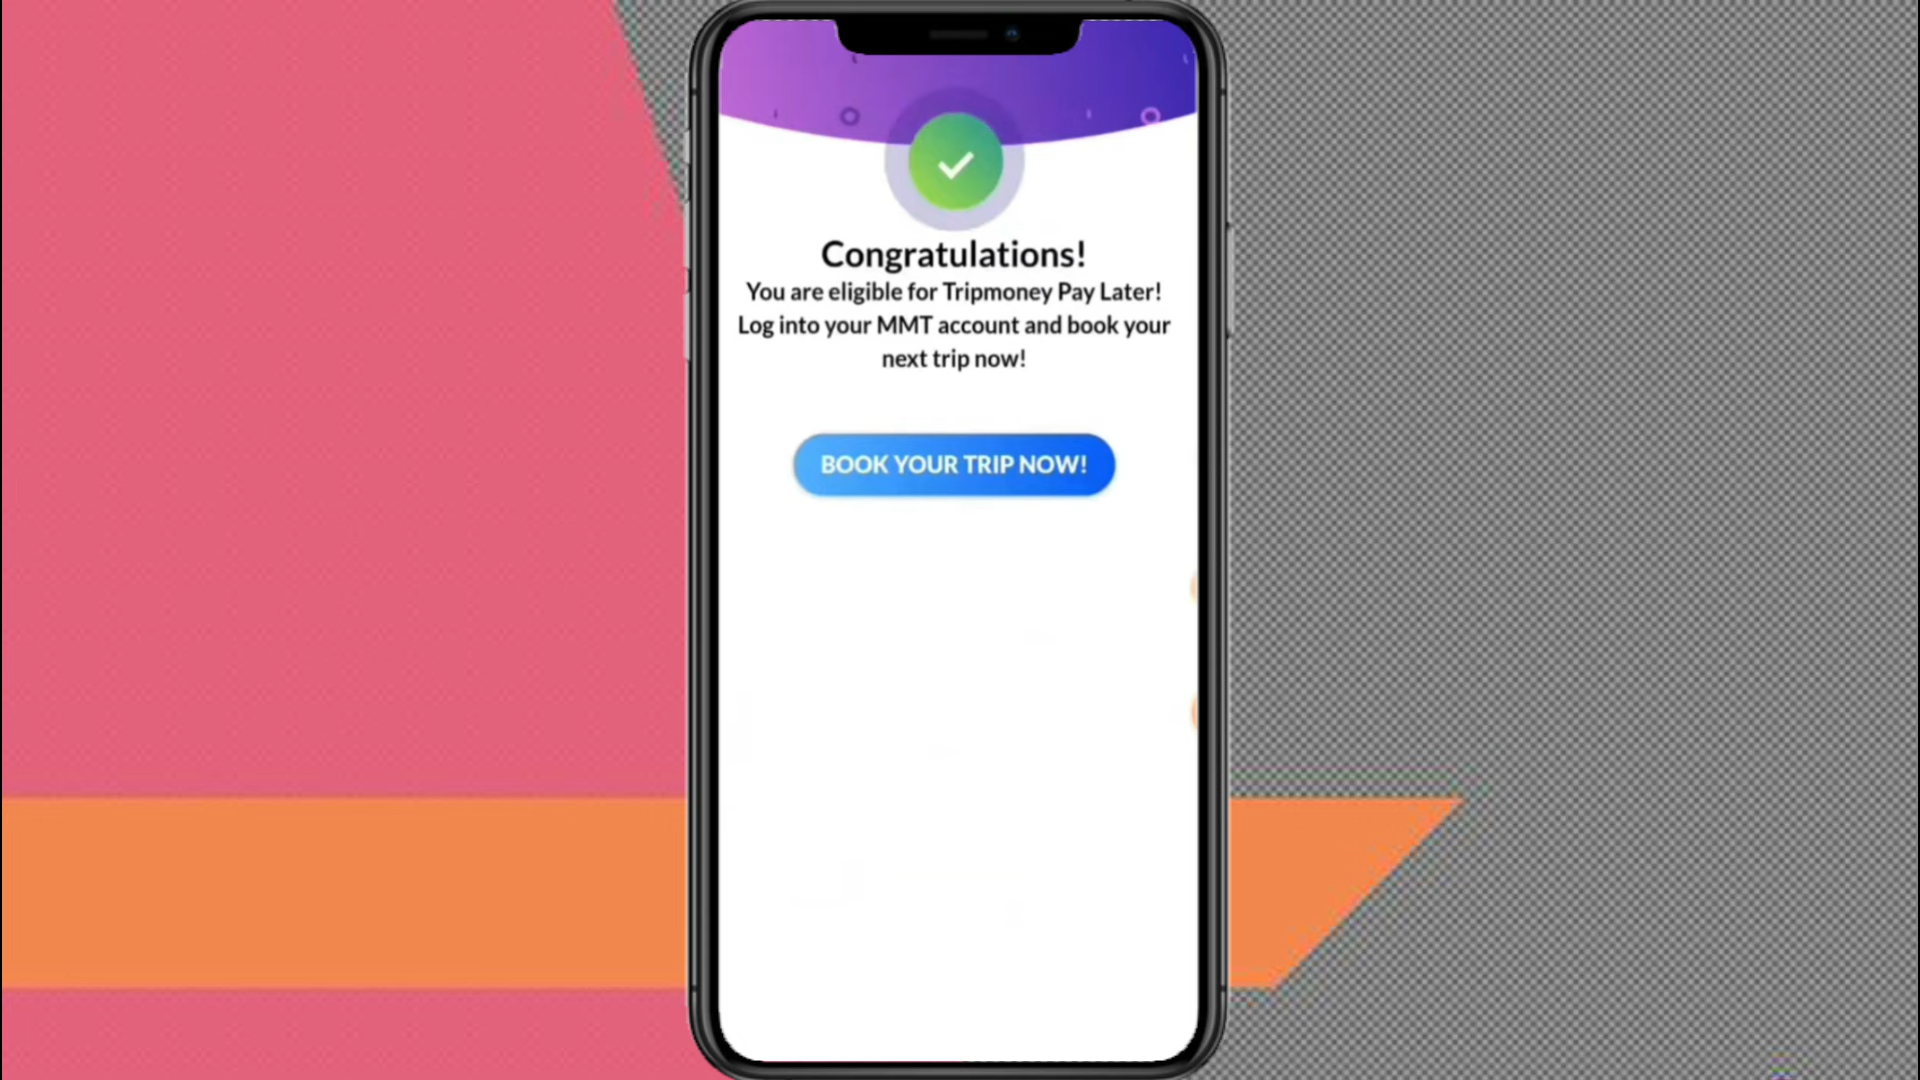 Congratulations!
You are eligible for Tripmoney Pay Later!
Log into your MMT account and book your
next trip now!
BOOK YOUR TRIP NOW!